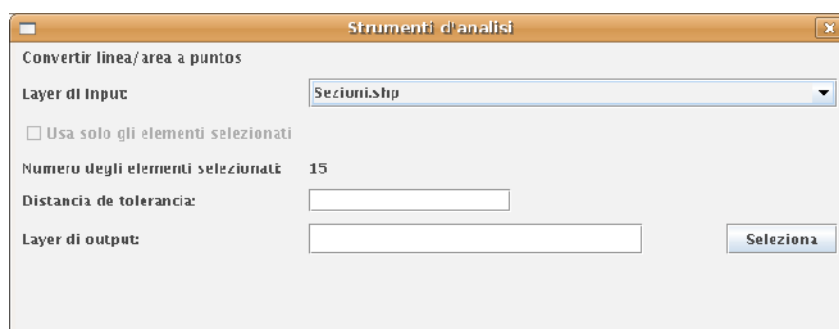 Strumenti d'analisi
Convertir linea/area a puntos
Layer di input: Sezioni.shp
Usa solo gli elementi selezionati
Numero degli elementi selezionati: 15
Distancia de tolerancia:
Layer di output: Seleziona